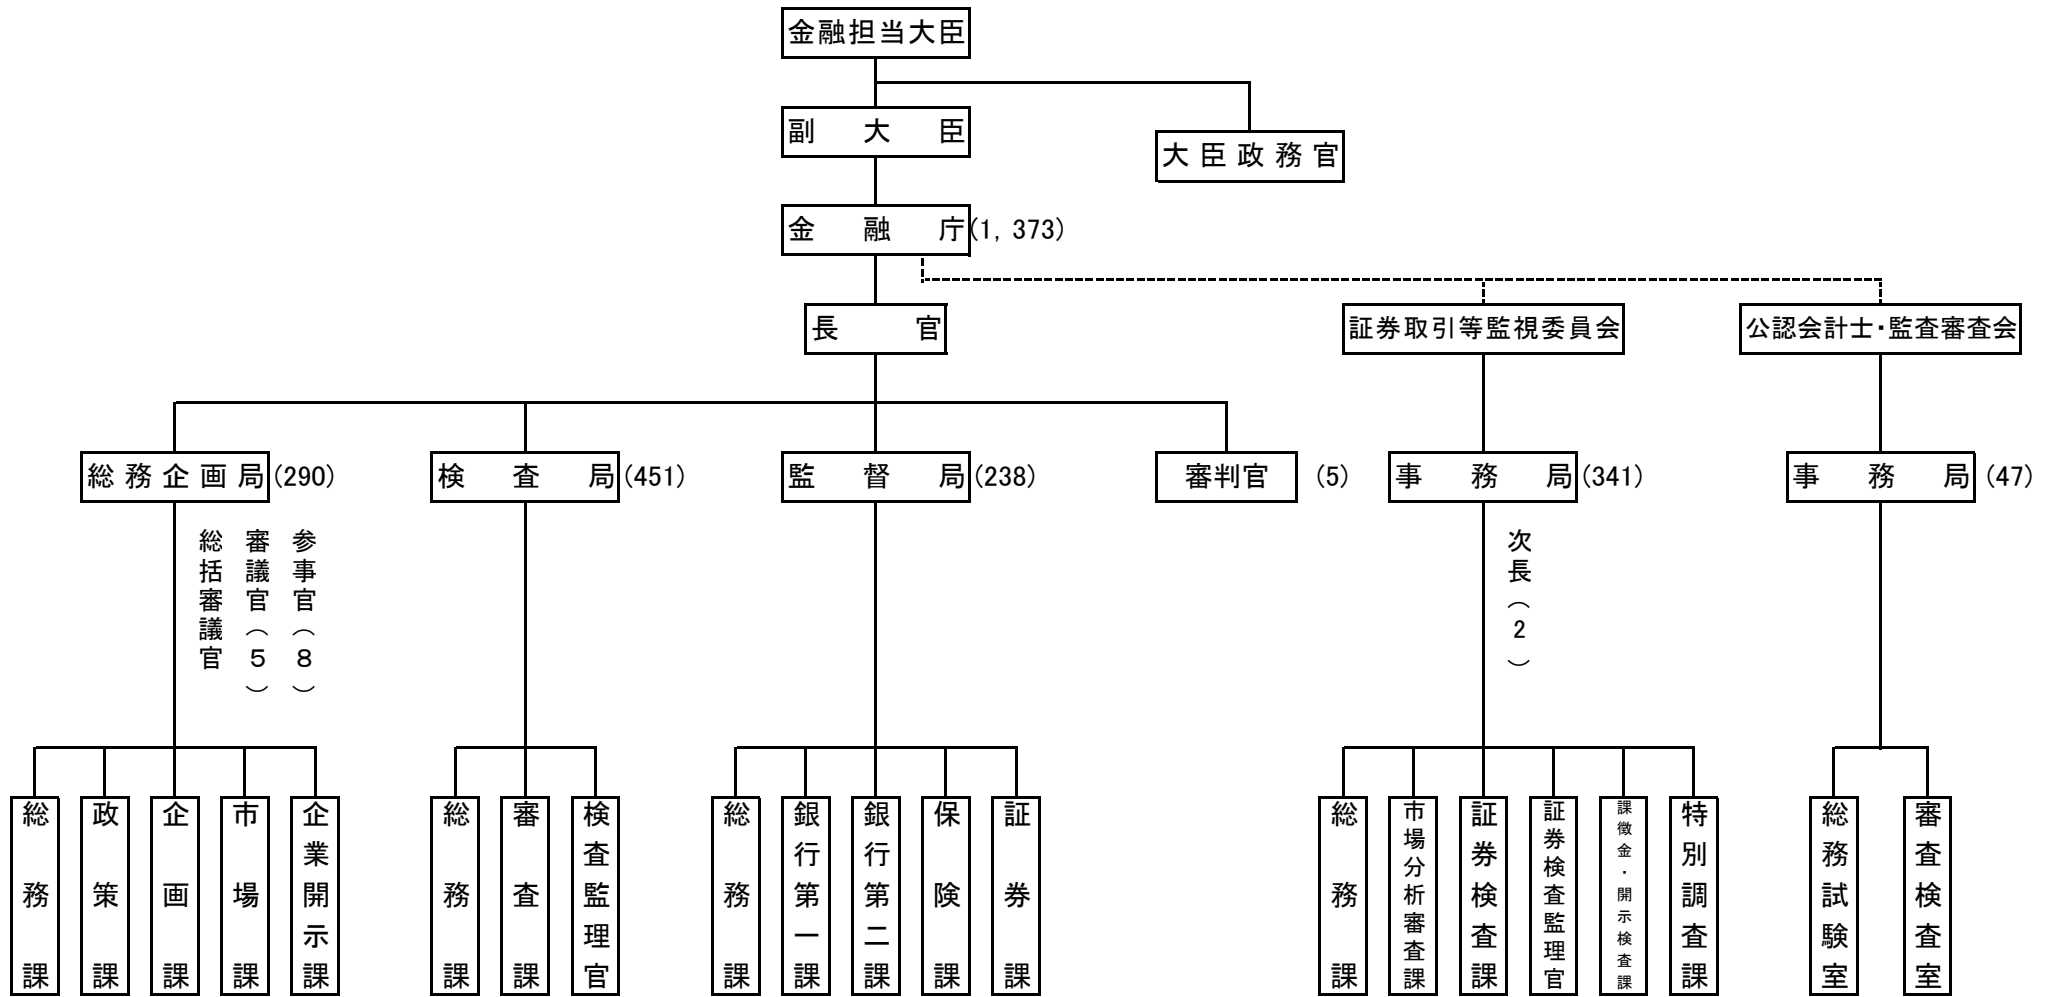 金融担当大臣
副大臣
大臣政務官
金融庁(1, 373)
長官
証券取引等監視委員会
公認会計士・監査審査会
総務企画局(290)
検査局(451)
監督局(238)
審判官 (5)
事務局(341)
事務局 (47)
総括審議官
審議官(5)
参事官(8)
次長(2)
総務課
政策課
企画課
市場課
企業開示課
総務課
審査課
検査監理官
総務課
銀行第一課
銀行第二課
保険課
証券課
総務課
市場分析審査課
証券検査課
証券検査監理官
課徴金・開示検査課
特別調査課
総務試験室
審査検査室